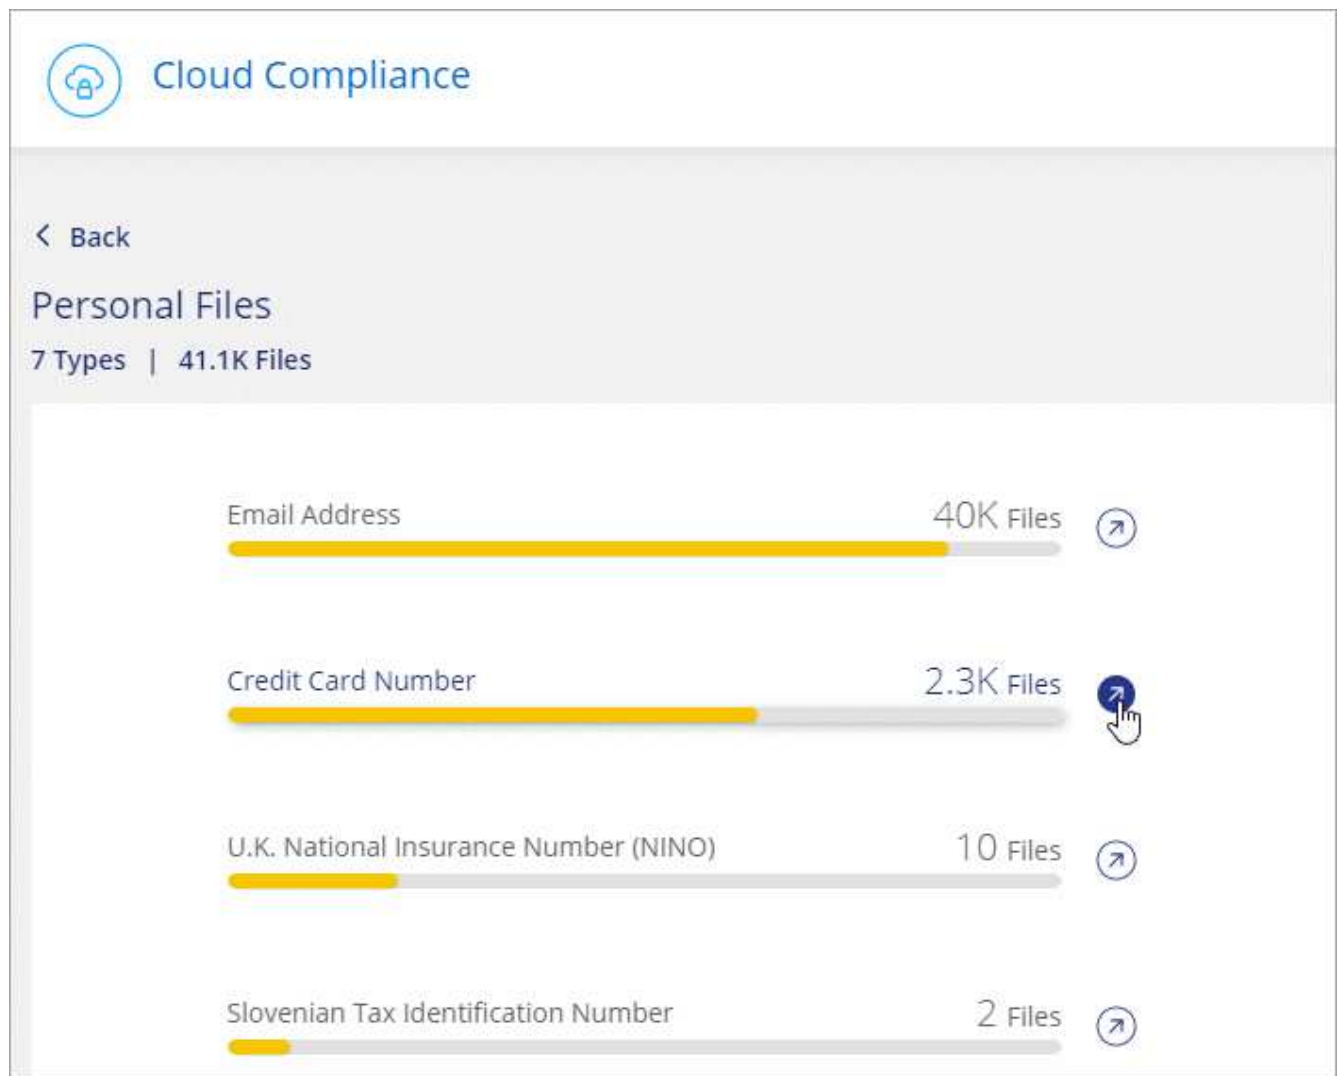 Cloud Compliance
Back
Personal Files
7 Types | 41.1K Files
Email Address 40K Files
Credit Card Number 2.3K Files
U.K. National Insurance Number (NINO) 10 Files
Slovenian Tax Identification Number 2 Files